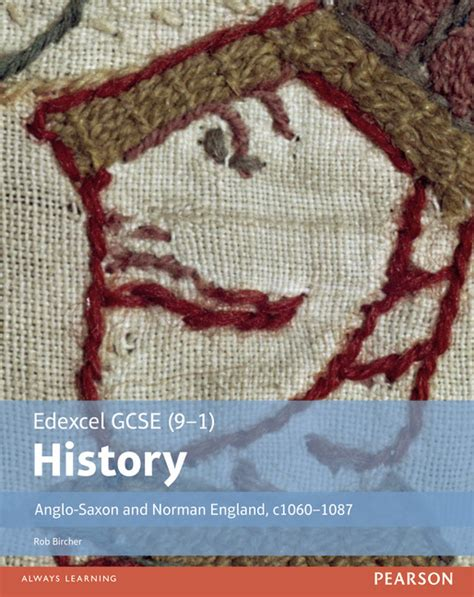 Edexcel GCSE (9–1)
History
Anglo-Saxon and Norman England, c1060–1087
Rob Bircher
ALWAYS LEARNING
PEARSON